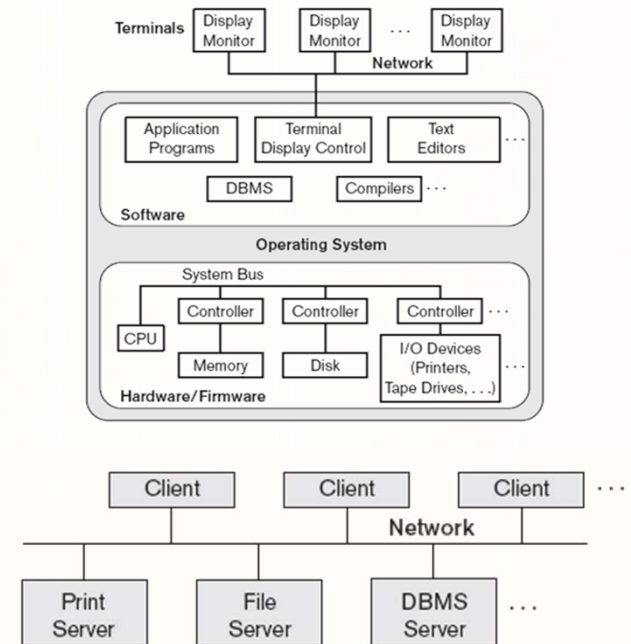 Terminals
Display Display ... Display
Monitor Monitor Monitor
Network
Application Terminal Text
Programs Display Control Editors ...
DBMS Compilers ...
Software
Operating System
System Bus
Controller Controller Controller ...
CPU
Memory Disk
I/O Devices
(Printers, ...
Tape Drives, . . .)
Hardware/Firmware
Client Client Client ...
Network
Print File DBMS ...
Server Server Server